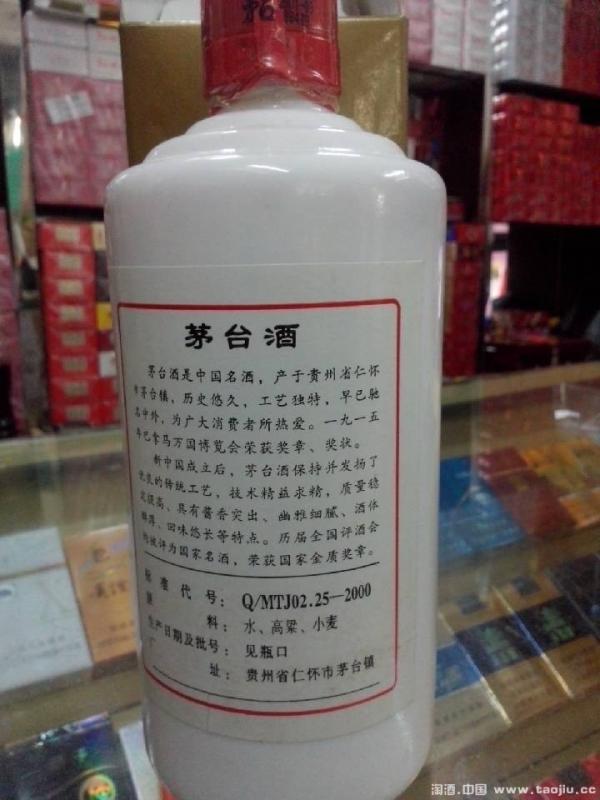 茅台酒
茅台酒是中国名酒，产于贵州省仁怀
市茅台镇，历史悠久，工艺独特，早已驰
名中外，为广大消费者所热爱。一九一五
年巴拿马万国博览会荣获奖章、奖状。
新中国成立后，茅台酒保持并发扬了
优良的传统工艺，技术精益求精，质量稳
定提高、具有酱香突出、幽雅细腻、酒体
醇厚、回味悠长等特点。历届全国评酒会
均被评为国家名酒，荣获国家金质奖章。
标准代号：Q/MTJ02.25—2000
原料：水、高粱、小麦
生产日期及批号：见瓶口
厂址：贵州省仁怀市茅台镇
淘酒.中国 www.taojiu.cc